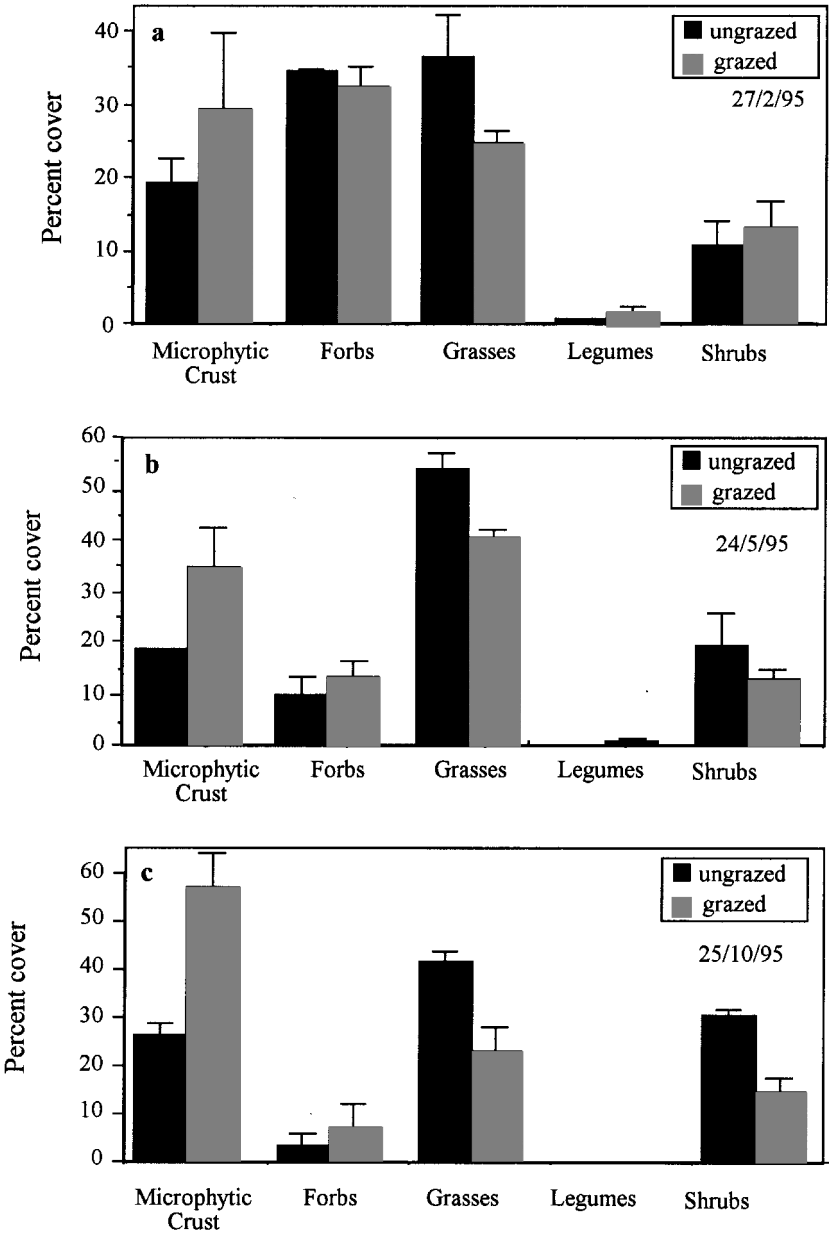 a
ungrazed
grazed
27/2/95
40
30
20
10
0
Percent cover
Microphytic Crust
Forbs
Grasses
Legumes
Shrubs
b
ungrazed
grazed
24/5/95
60
50
40
30
20
10
0
Percent cover
Microphytic Crust
Forbs
Grasses
Legumes
Shrubs
c
ungrazed
grazed
25/10/95
60
50
40
30
20
10
0
Percent cover
Microphytic Crust
Forbs
Grasses
Legumes
Shrubs